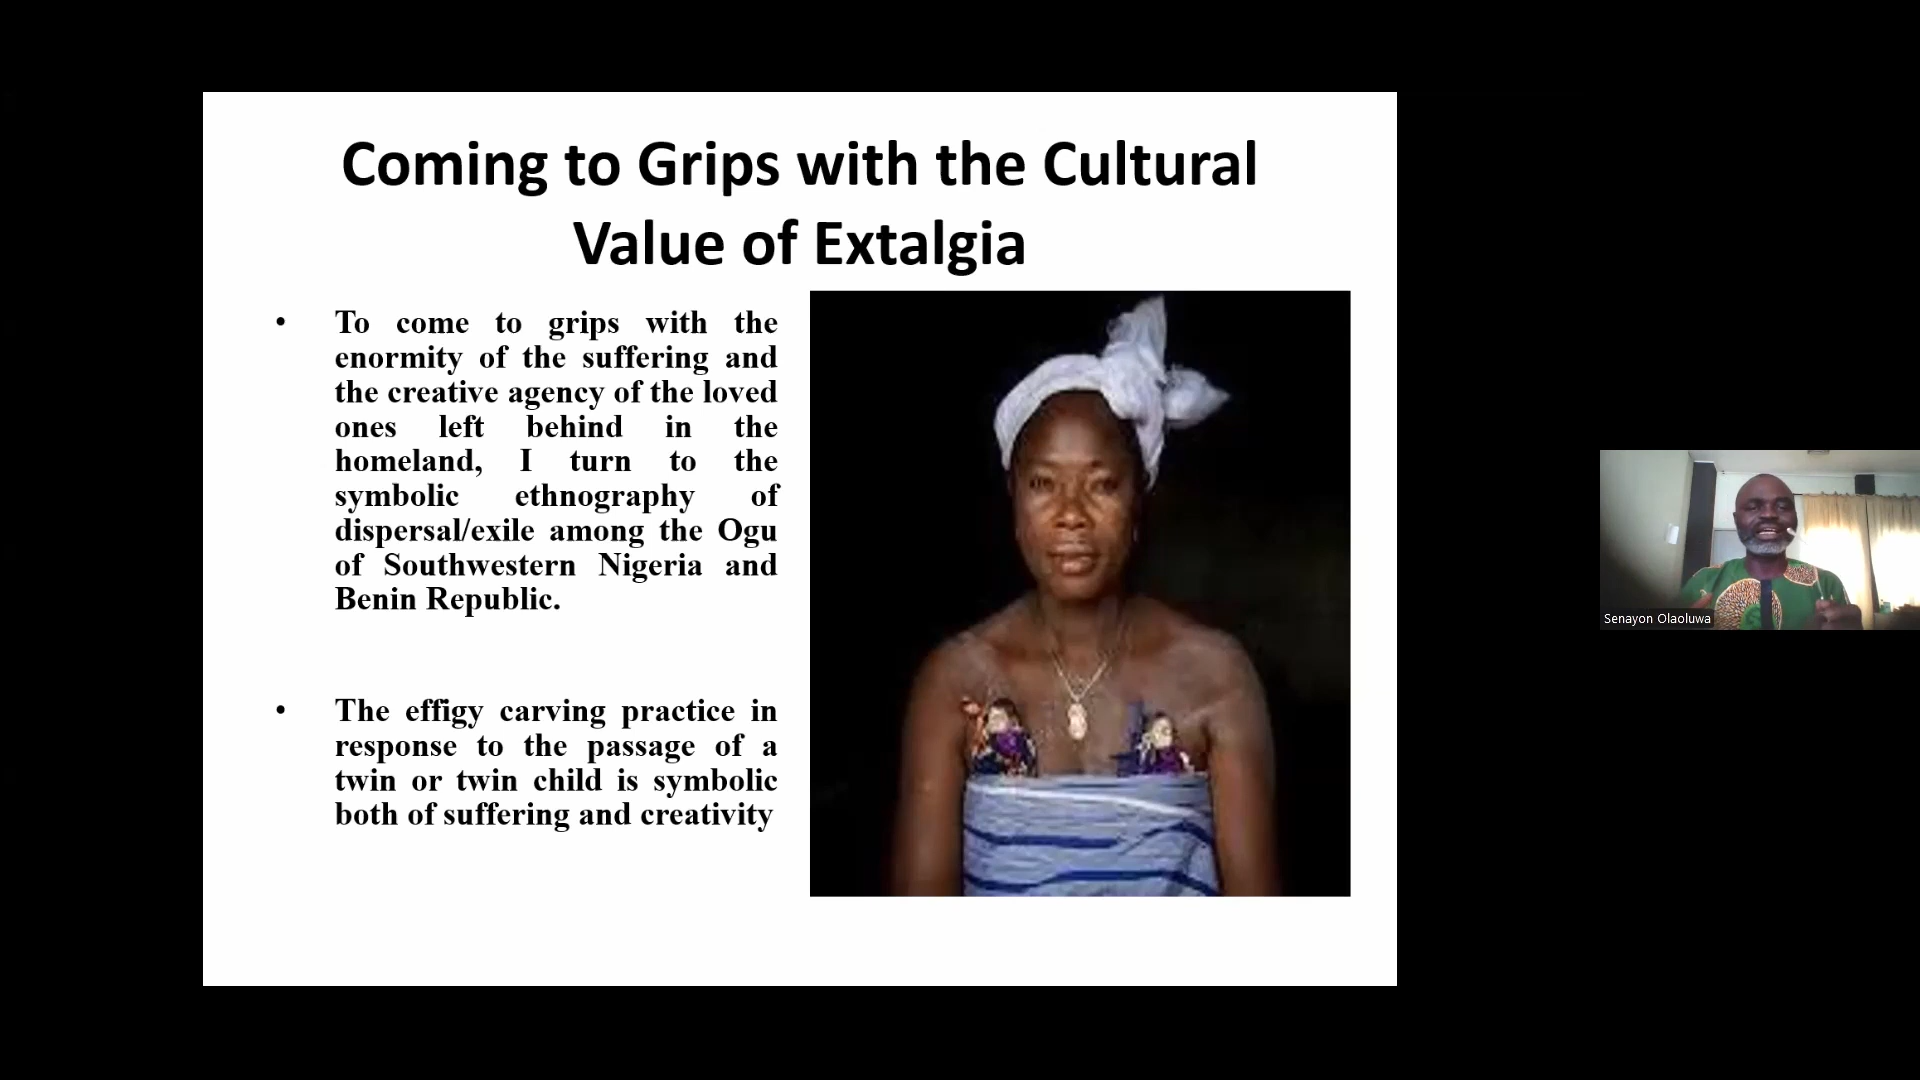 Coming to Grips with the Cultural
Value of Extalgia
• To come to grips with the
enormity of the suffering and
the creative agency of the loved
ones left behind in the
homeland, I turn to the
symbolic ethnography of
dispersal/exile among the Ogu
of Southwestern Nigeria and
Benin Republic.
• The effigy carving practice in
response to the passage of a
twin or twin child is symbolic
both of suffering and creativity
Senayon Olaoluwa